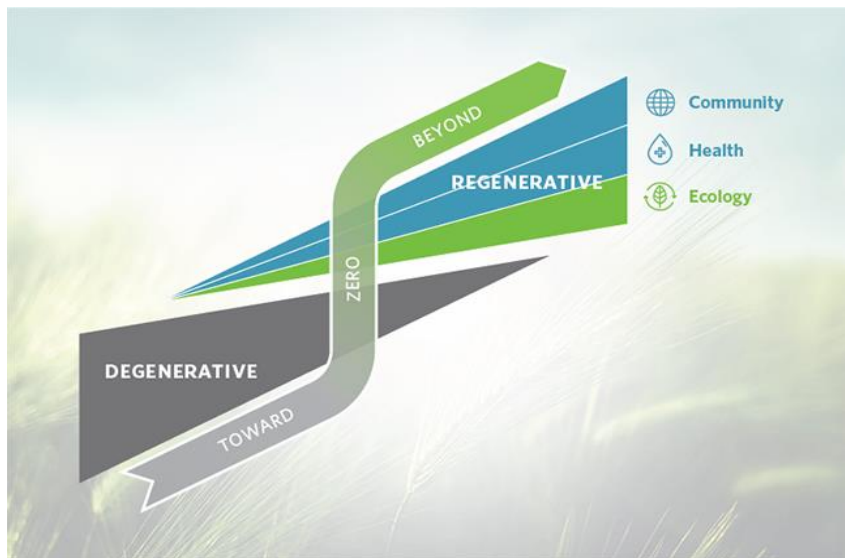 BEYOND
Community
REGENERATIVE
Health
Ecology
ZERO
DEGENERATIVE
TOWARD